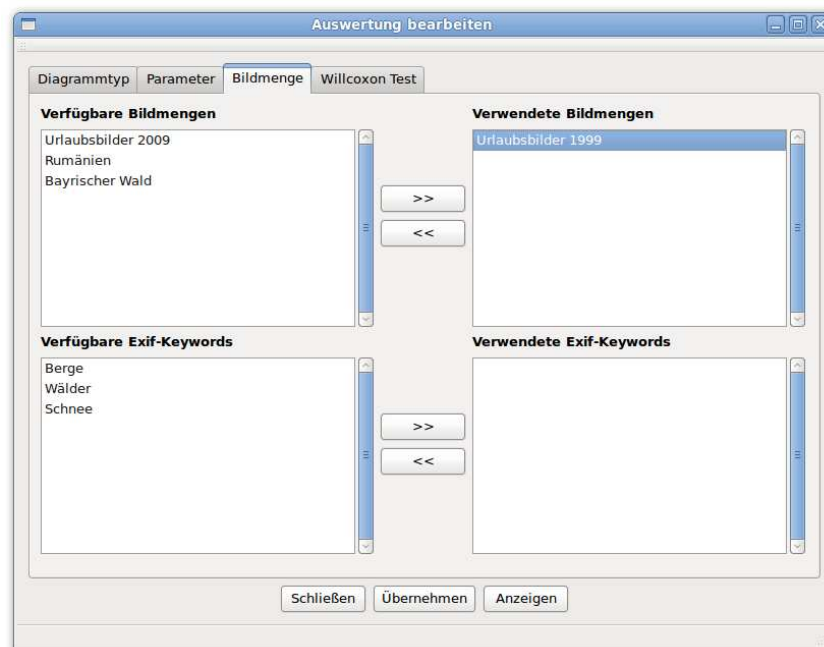 Auswertung bearbeiten
Diagrammtyp Parameter Bildmenge Willcoxon Test
Verfügbare Bildmengen
Urlaubsbilder 2009
Rumänien
Bayrischer Wald
>>
<<
Verwendete Bildmengen
Urlaubsbilder 1999
Verfügbare Exif-Keywords
Berge
Wälder
Schnee
>>
<<
Verwendete Exif-Keywords
Schließen Übernehmen Anzeigen